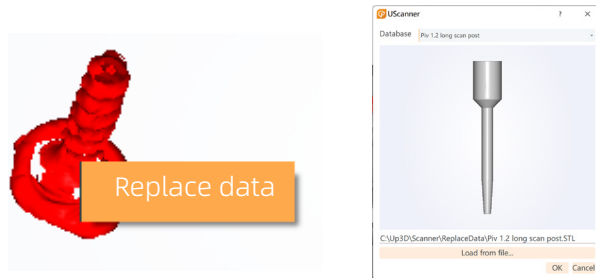 Replace data
UScanner
? ×
Database Piv 1.2 long scan post
C:\Up3D\Scanner\ReplaceData\Piv 1.2 long scan post.STL
Load from file...
OK Cancel